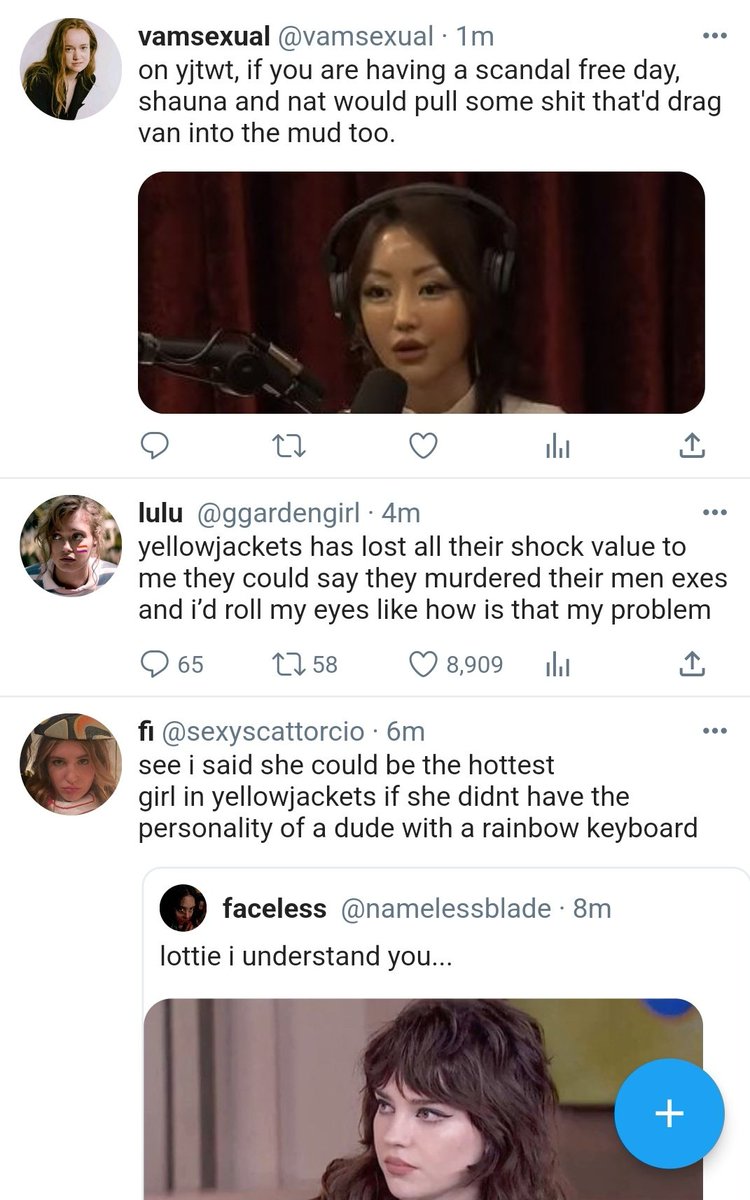 vamsexual @vamsexual · 1m
on yjtwt, if you are having a scandal free day,
shauna and nat would pull some shit that'd drag
van into the mud too.
lulu @ggardengirl · 4m
yellowjackets has lost all their shock value to
me they could say they murdered their men exes
and i’d roll my eyes like how is that my problem
65 58 8,909
fi @sexyscattorcio · 6m
see i said she could be the hottest
girl in yellowjackets if she didnt have the
personality of a dude with a rainbow keyboard
faceless @namelessblade · 8m
lottie i understand you...